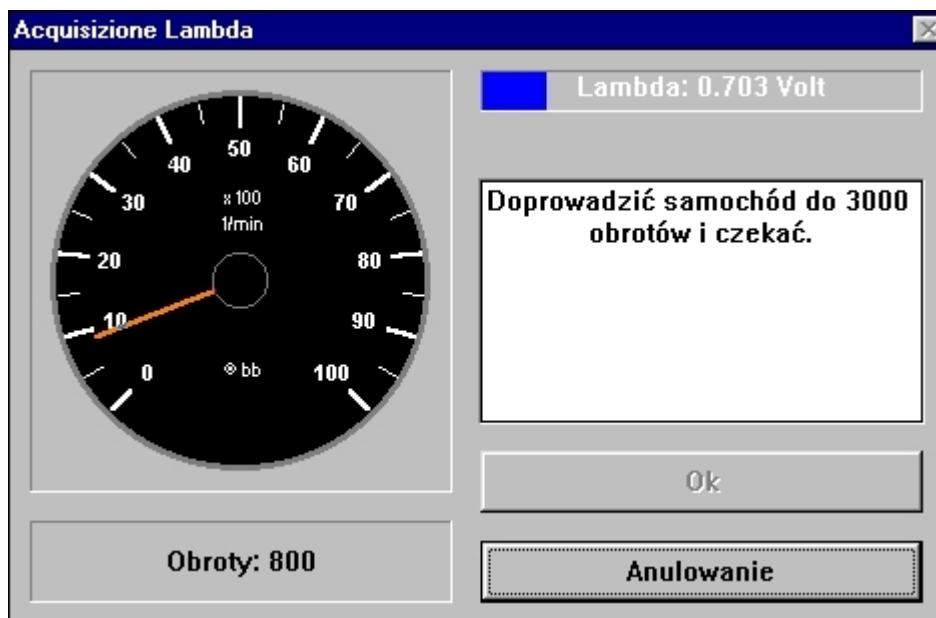 Acquisizione Lambda
Lambda: 0.703 Volt
50
40
60
30
x 100
70
1/min
20
80
10
90
0
⊗ bb
100
Doprowadzić samochód do 3000
obrotów i czekać.
Ok
Obroty: 800
Anulowanie